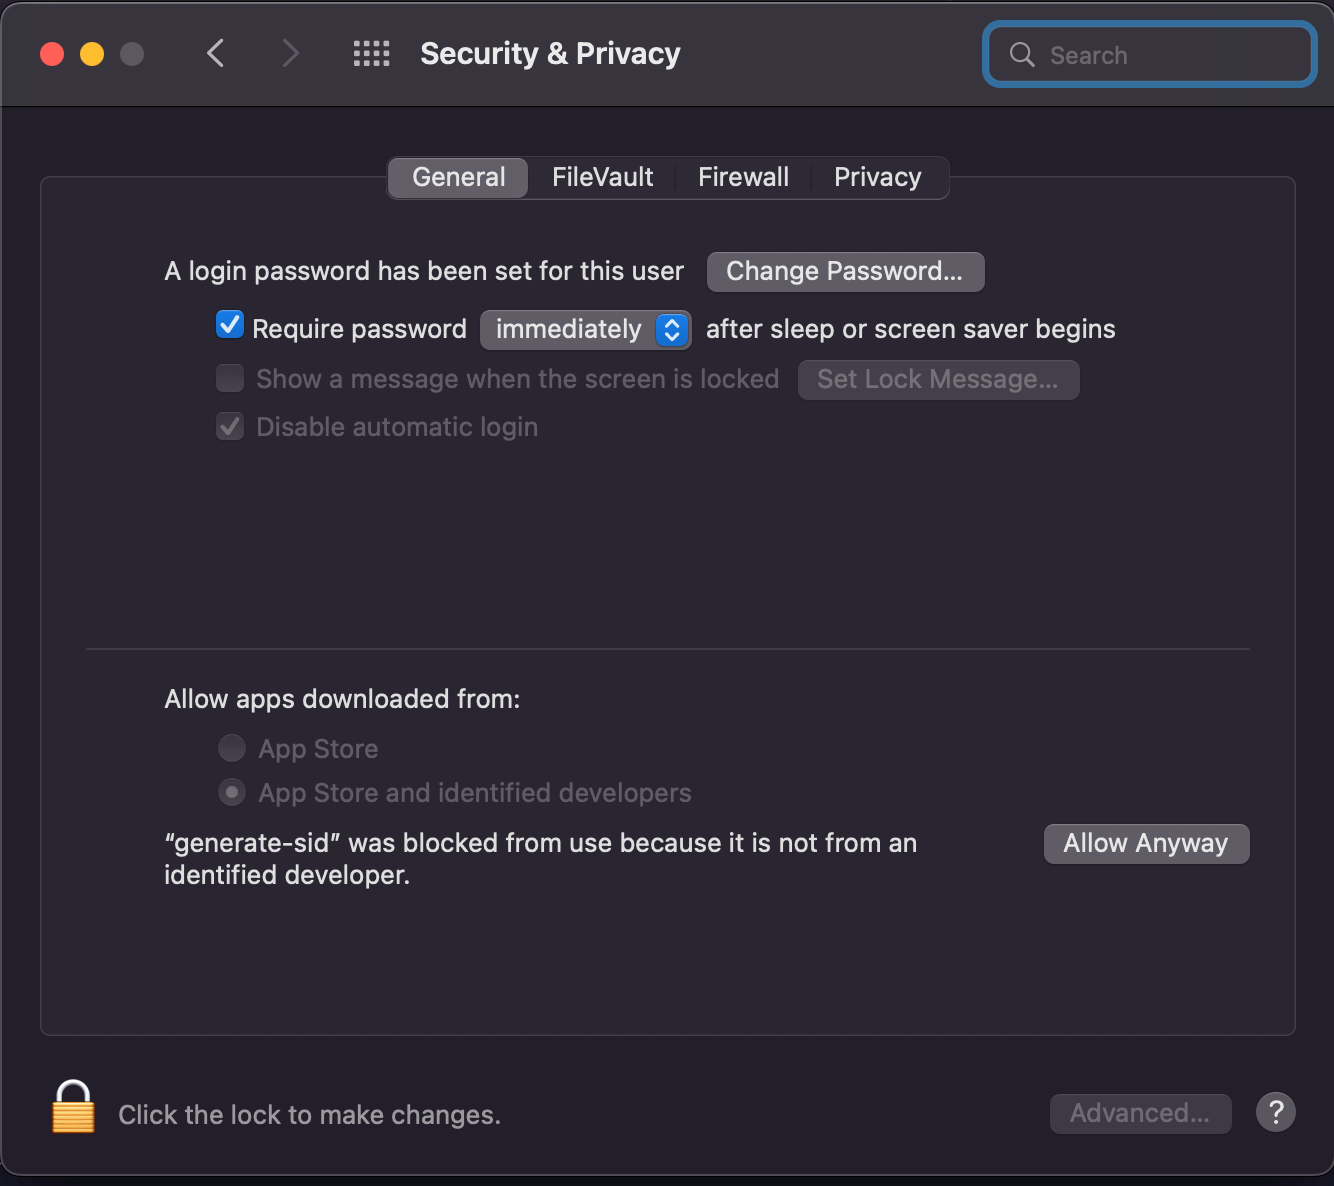 Security & Privacy
Search
General FileVault Firewall Privacy
A login password has been set for this user Change Password...
Require password immediately after sleep or screen saver begins
Show a message when the screen is locked Set Lock Message...
Disable automatic login
Allow apps downloaded from:
App Store
App Store and identified developers
“generate-sid” was blocked from use because it is not from an Allow Anyway
identified developer.
Click the lock to make changes. Advanced... ?